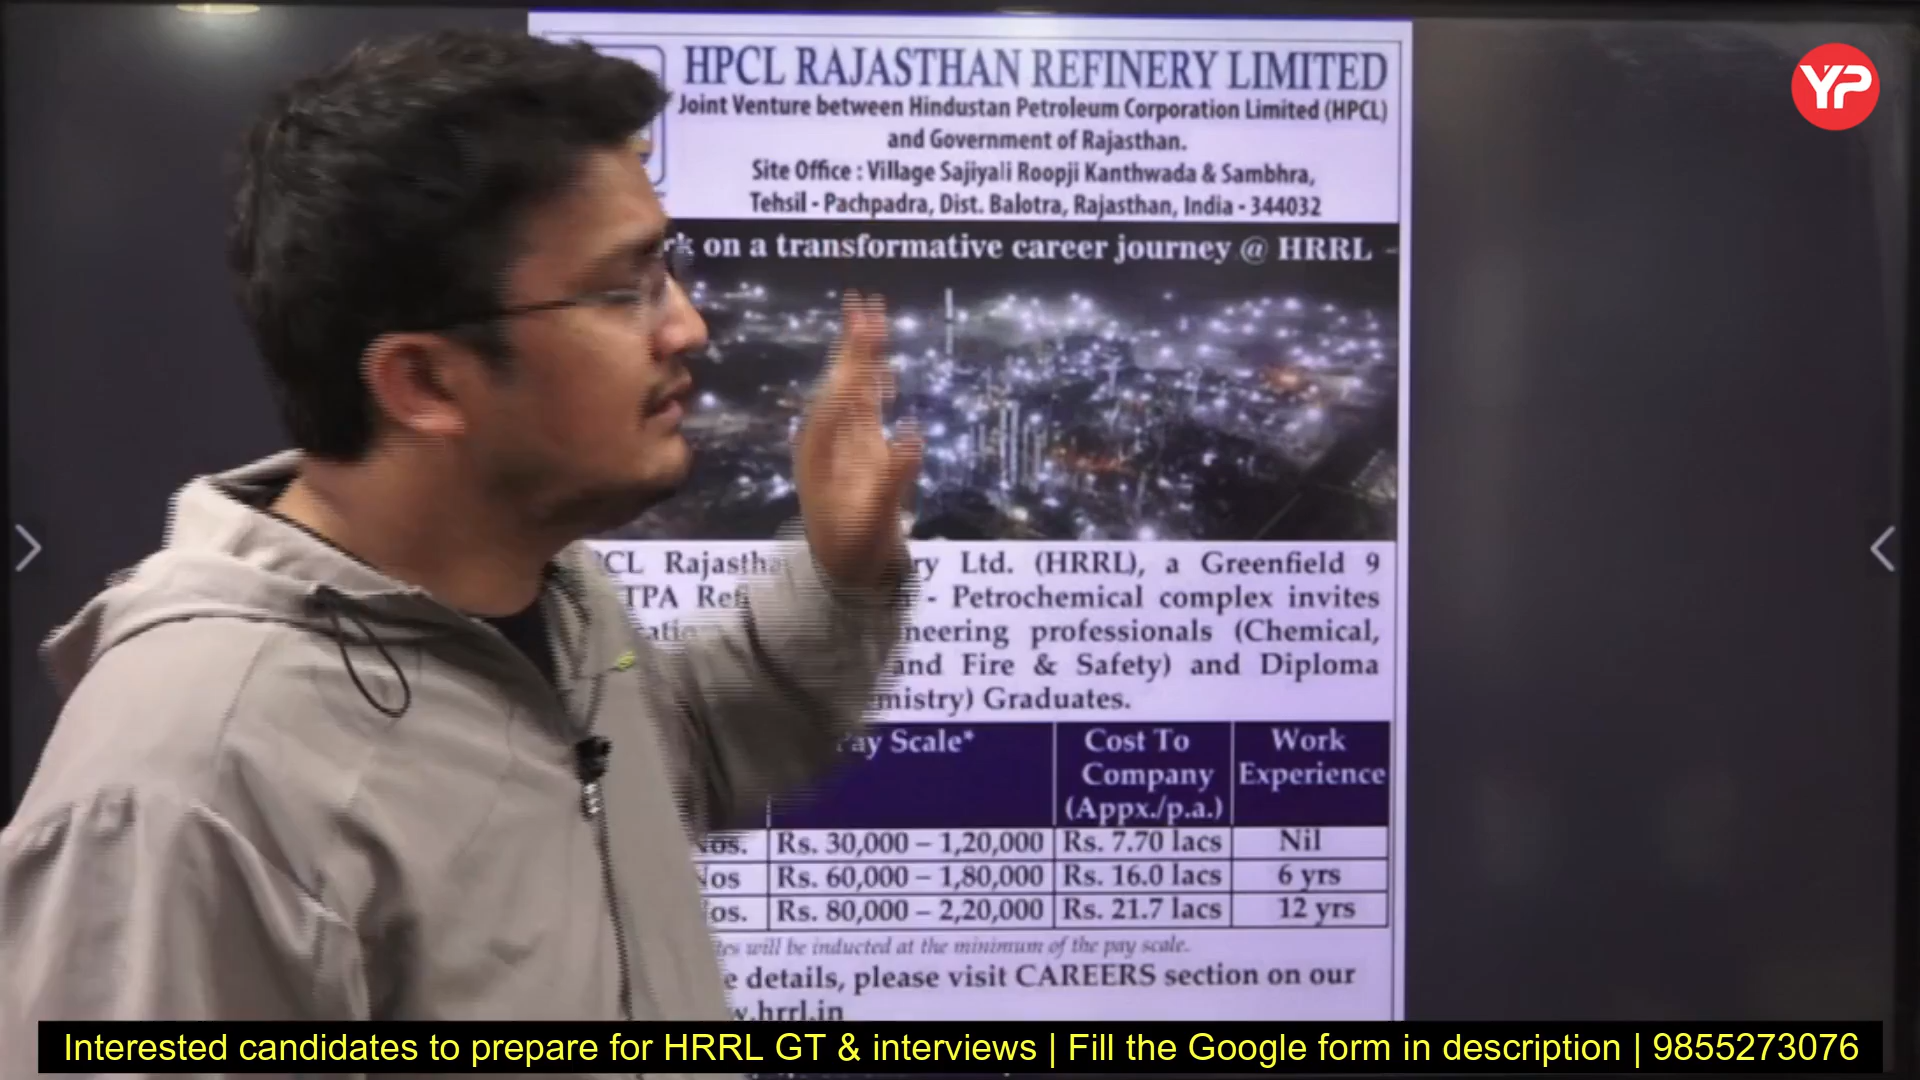 HPCL RAJASTHAN REFINERY LIMITED
YP
Joint Venture between Hindustan Petroleum Corporation Limited (HPCL)
and Government of Rajasthan.
Site Office : Village Sajiyali Roopji Kanthwada & Sambhra,
Tehsil - Pachpadra, Dist. Balotra, Rajasthan, India - 344032
on a transformative career journey @ HRRL -
Ltd. (HRRL), a Greenfield 9
- Petrochemical complex invites
professionals (Chemical,
and Fire & Safety) and Diploma
Graduates.
Pay Scale* Cost To Company (Appx./p.a.) Work Experience
Nos. Rs. 30,000 – 1,20,000 Rs. 7.70 lacs Nil
Nos Rs. 60,000 – 1,80,000 Rs. 16.0 lacs 6 yrs
Nos. Rs. 80,000 – 2,20,000 Rs. 21.7 lacs 12 yrs
will be inducted at the minimum of the pay scale.
details, please visit CAREERS section on our
hrrl.in
Interested candidates to prepare for HRRL GT & interviews | Fill the Google form in description | 9855273076